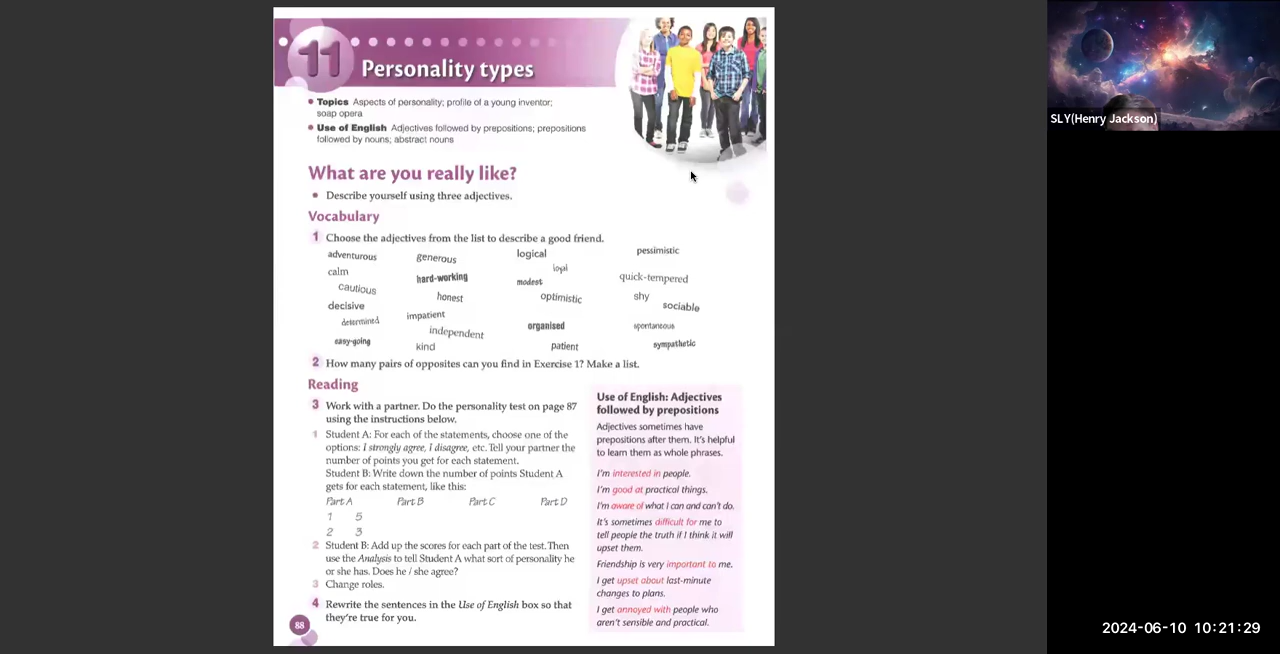 11
Personality types
Topics Aspects of personality; profile of a young inventor;
soap opera
Use of English Adjectives followed by prepositions; prepositions
followed by nouns; abstract nouns
What are you really like?
Describe yourself using three adjectives.
Vocabulary
1 Choose the adjectives from the list to describe a good friend.
adventurous generous logical pessimistic
calm hard-working loyal quick-tempered
cautious honest modest shy
decisive impatient optimistic sociable
determined independent organised spontaneous
easy-going kind patient sympathetic
2 How many pairs of opposites can you find in Exercise 1? Make a list.
Reading
3 Work with a partner. Do the personality test on page 87
using the instructions below.
1 Student A: For each of the statements, choose one of the
options: I strongly agree, I disagree, etc. Tell your partner the
number of points you get for each statement.
Student B: Write down the number of points Student A
gets for each statement, like this:
Part A Part B Part C Part D
1 5
2 3
2 Student B: Add up the scores for each part of the test. Then
use the Analysis to tell Student A what sort of personality he
or she has. Does he / she agree?
3 Change roles.
4 Rewrite the sentences in the Use of English box so that
they're true for you.
88
Use of English: Adjectives
followed by prepositions
Adjectives sometimes have
prepositions after them. It's helpful
to learn them as whole phrases.
I'm interested in people.
I'm good at practical things.
I'm aware of what I can and can't do.
It's sometimes difficult for me to
tell people the truth if I think it will
upset them.
Friendship is very important to me.
I get upset about last-minute
changes to plans.
I get annoyed with people who
aren't sensible and practical.
SLY(Henry Jackson)
2024-06-10 10:21:29